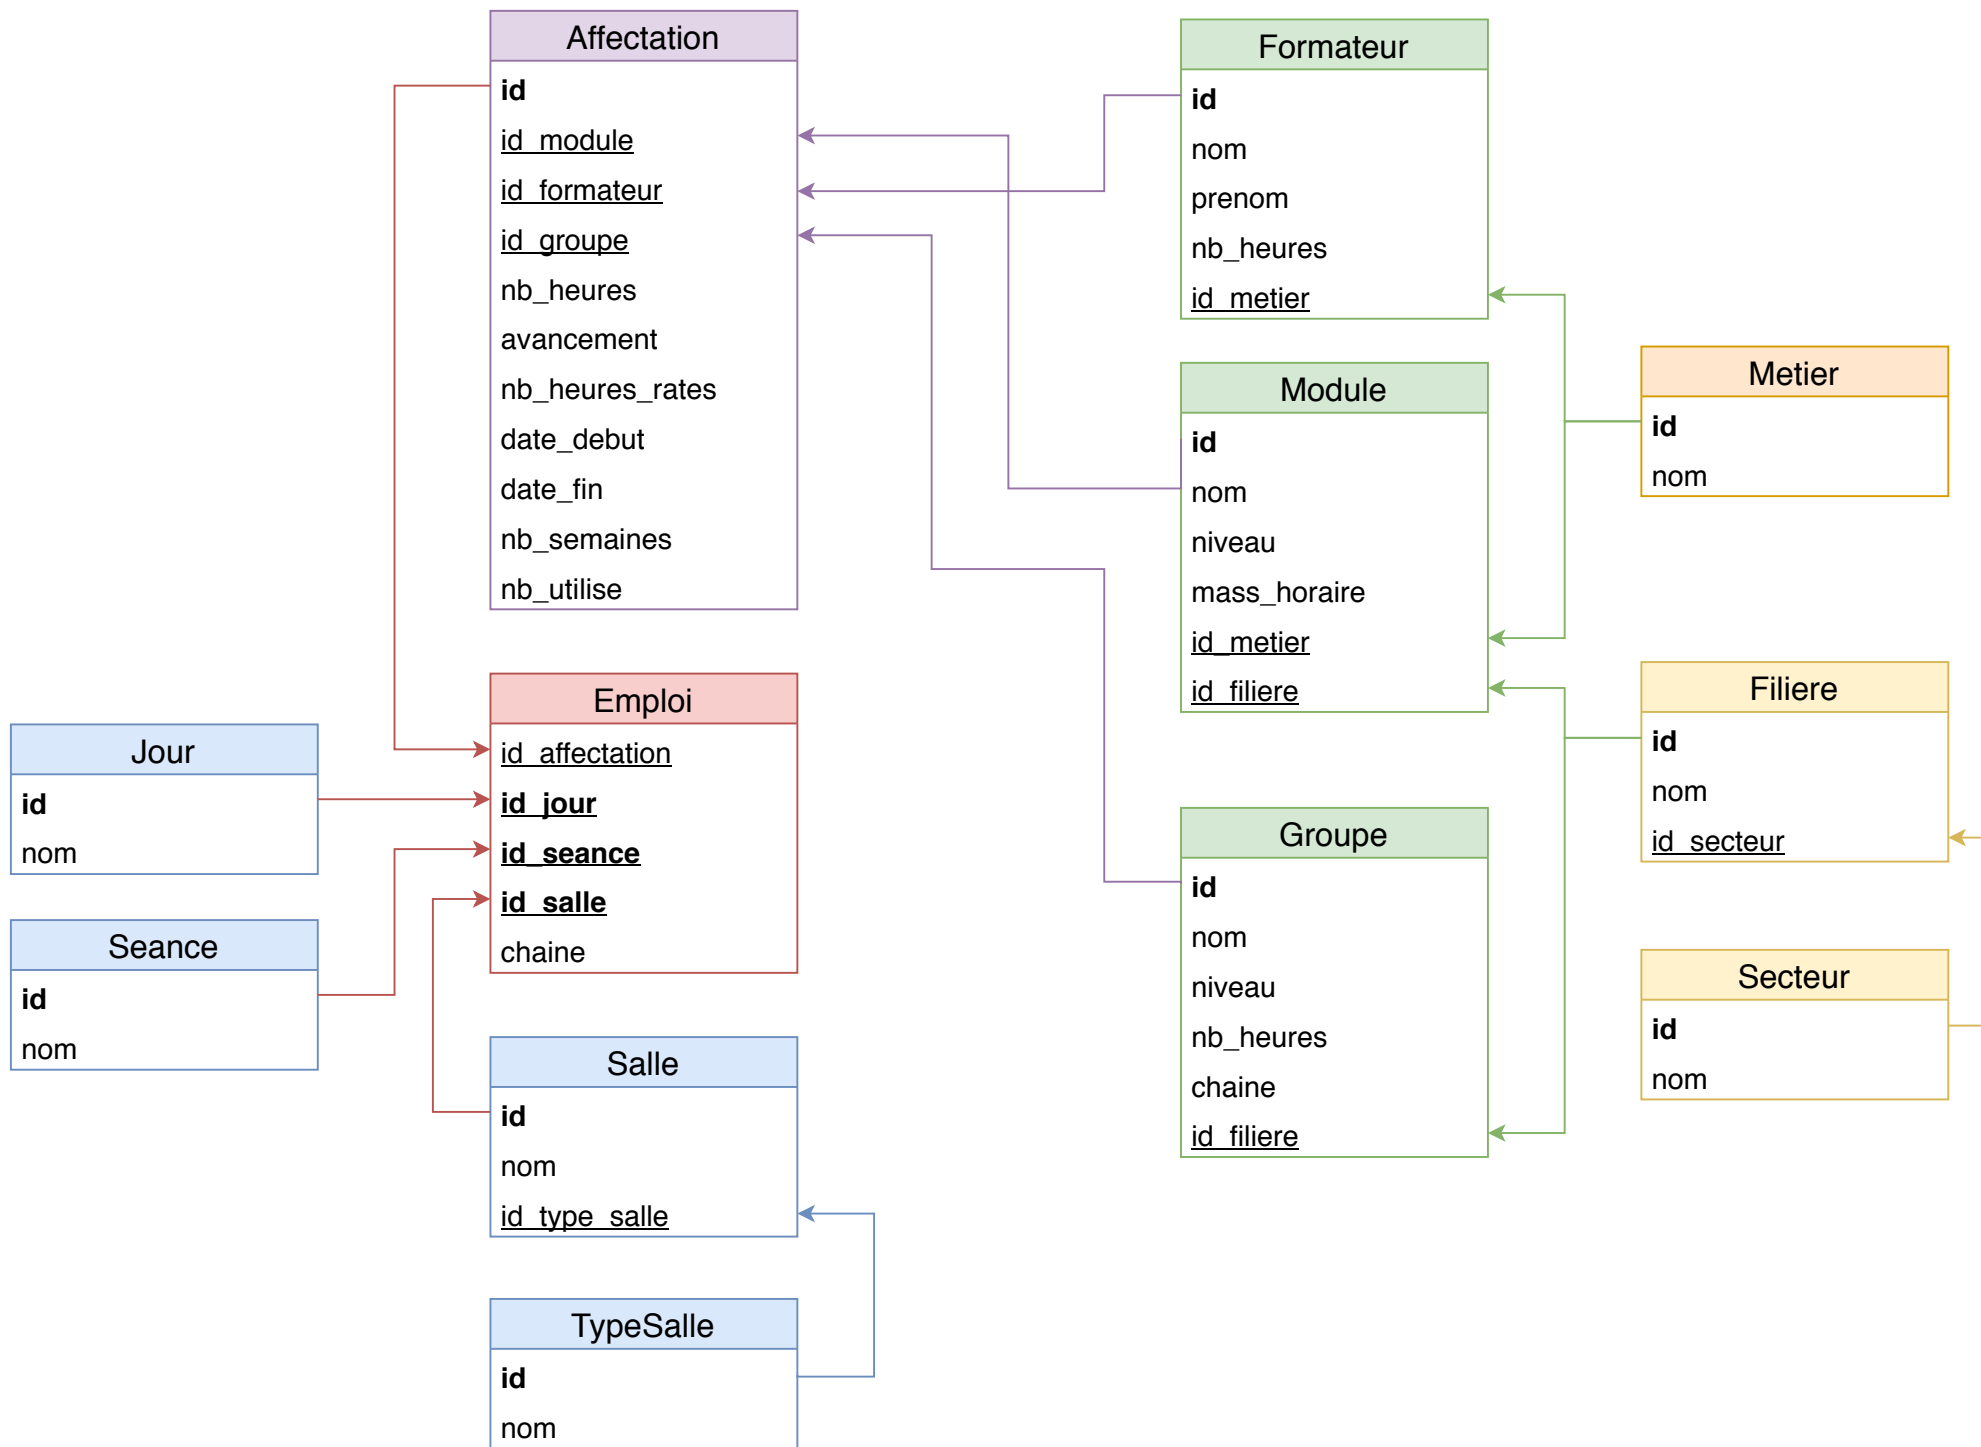 Affectation
id
id_module
id_formateur
id_groupe
nb_heures
avancement
nb_heures_rates
date_debut
date_fin
nb_semaines
nb_utilise
Formateur
id
nom
prenom
nb_heures
id_metier
Module
id
nom
niveau
mass_horaire
id_metier
id_filiere
Metier
id
nom
Emploi
id_affectation
id_jour
id_seance
id_salle
chaine
Jour
id
nom
Seance
id
nom
Filiere
id
nom
id_secteur
Groupe
id
nom
niveau
nb_heures
chaine
id_filiere
Secteur
id
nom
Salle
id
nom
id_type_salle
TypeSalle
id
nom